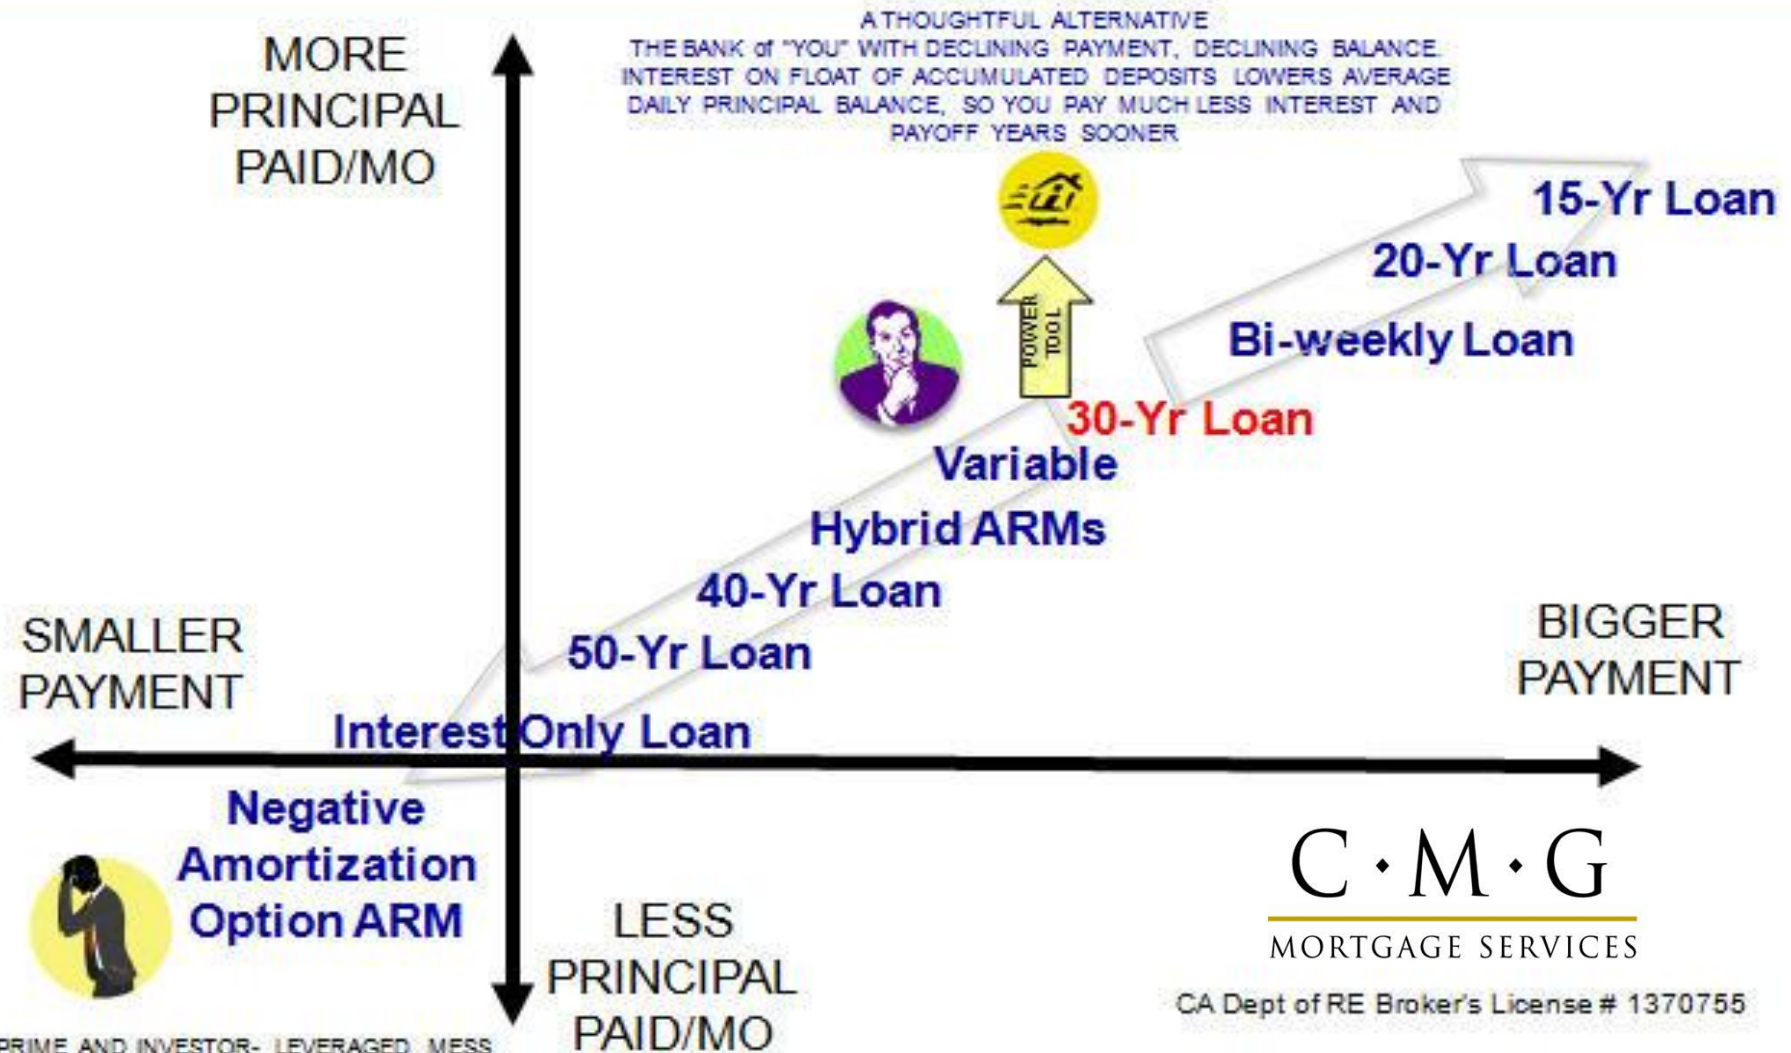 A THOUGHTFUL ALTERNATIVE
THE BANK of "YOU" WITH DECLINING PAYMENT, DECLINING BALANCE.
INTEREST ON FLOAT OF ACCUMULATED DEPOSITS LOWERS AVERAGE
DAILY PRINCIPAL BALANCE, SO YOU PAY MUCH LESS INTEREST AND
PAYOFF YEARS SOONER
MORE
PRINCIPAL
PAID/MO
15-Yr Loan
20-Yr Loan
POWER
TOOL
Bi-weekly Loan
30-Yr Loan
Variable
Hybrid ARMs
40-Yr Loan
50-Yr Loan
SMALLER
PAYMENT
BIGGER
PAYMENT
Interest Only Loan
Negative
Amortization
Option ARM
LESS
PRINCIPAL
PAID/MO
C·M·G
MORTGAGE SERVICES
CA Dept of RE Broker's License # 1370755
PRIME AND INVESTOR- LEVERAGED MESS